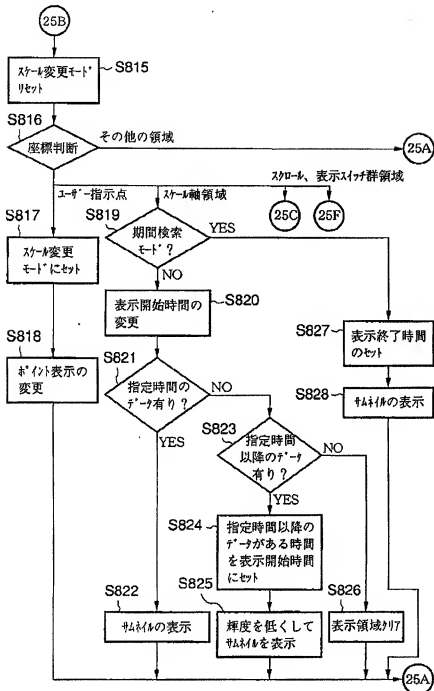 25B
スケール変更モード
リセット
S815
S816
座標判断
その他の領域
25A
ユーザー指示点
スケール軸領域
スクロール、表示スイッチ群領域
25C
25F
S817
スケール変更
モードにセット
S818
ポイント表示の
変更
S819
期間検索
モード?
YES
NO
S820
表示開始時間の
変更
S821
指定時間の
データ有り?
NO
YES
S822
サムネイルの表示
S823
指定時間
以降のデータ
有り?
NO
YES
S824
指定時間以降の
データがある時間
を表示開始時間
にセット
S825
輝度を低くして
サムネイルを表示
S826
表示領域クリア
S827
表示終了時間
のセット
S828
サムネイルの表示
25A